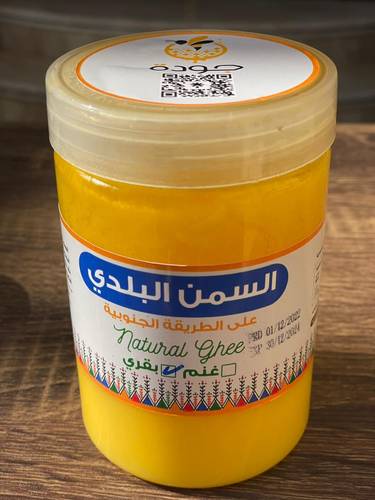 جودة
السمن البلدي
على الطريقة الجنوبية
Natural Ghee
PRD 01/12/2022
EXP 30/12/2024
غنم بقري